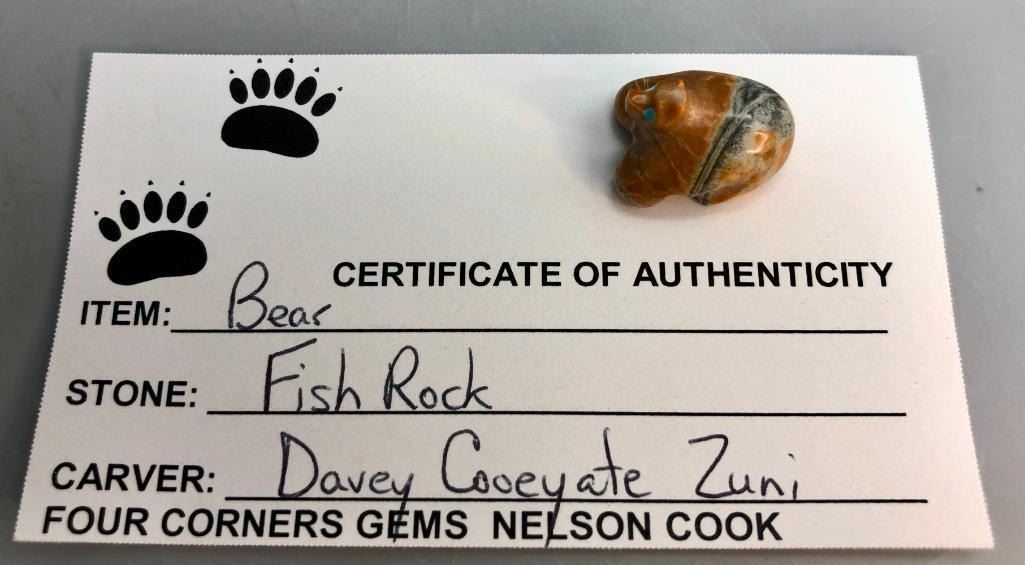 CERTIFICATE OF AUTHENTICITY
ITEM: Bear
STONE: Fish Rock
CARVER: Davey Cooeyate Zuni
FOUR CORNERS GEMS NELSON COOK